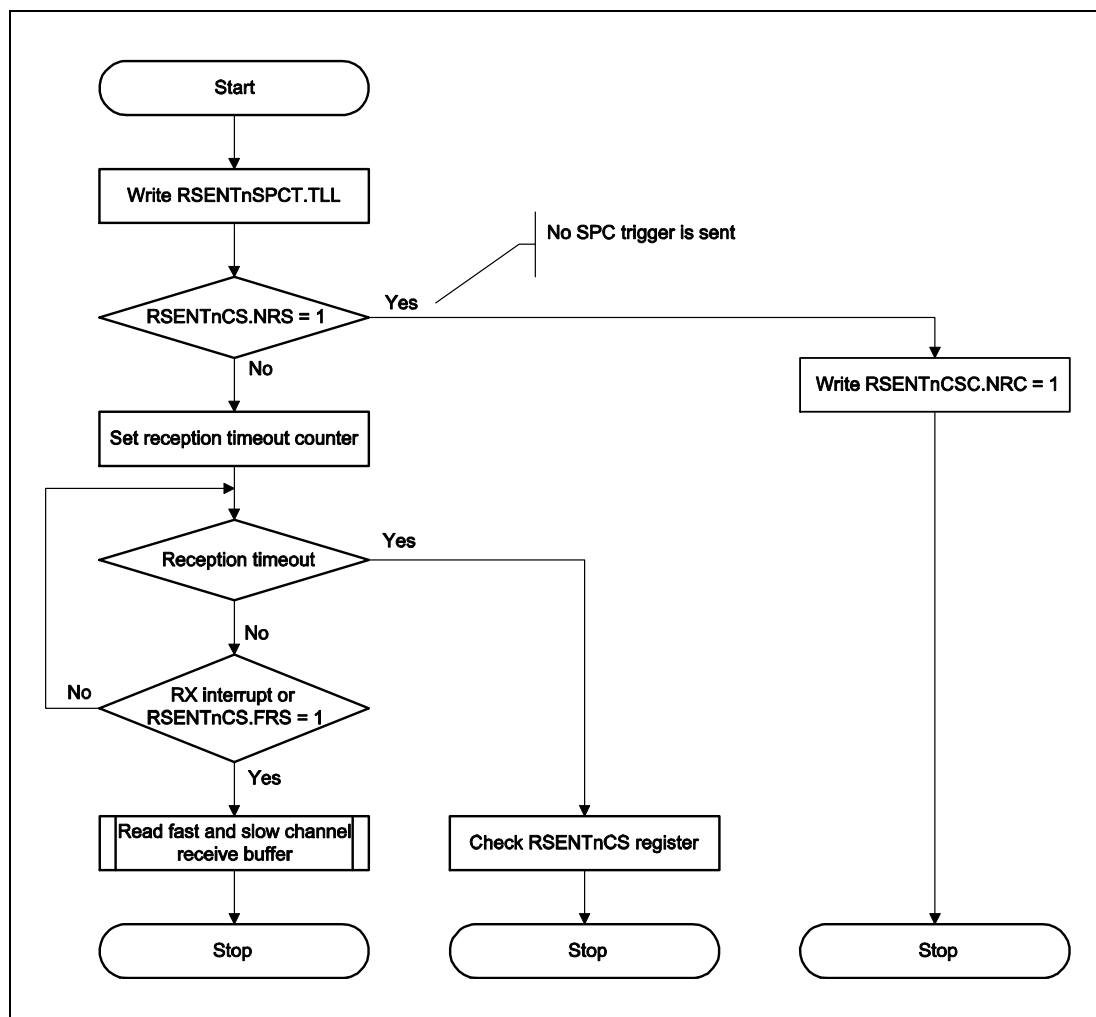 Start
Write RSENTnSPCT.TLL
No SPC trigger is sent
RSENTnCS.NRS = 1
Yes
No
Write RSENTnCSC.NRC = 1
Set reception timeout counter
Reception timeout
Yes
No
RX interrupt or
RSENTnCS.FRS = 1
No
Yes
Read fast and slow channel
receive buffer
Check RSENTnCS register
Stop
Stop
Stop